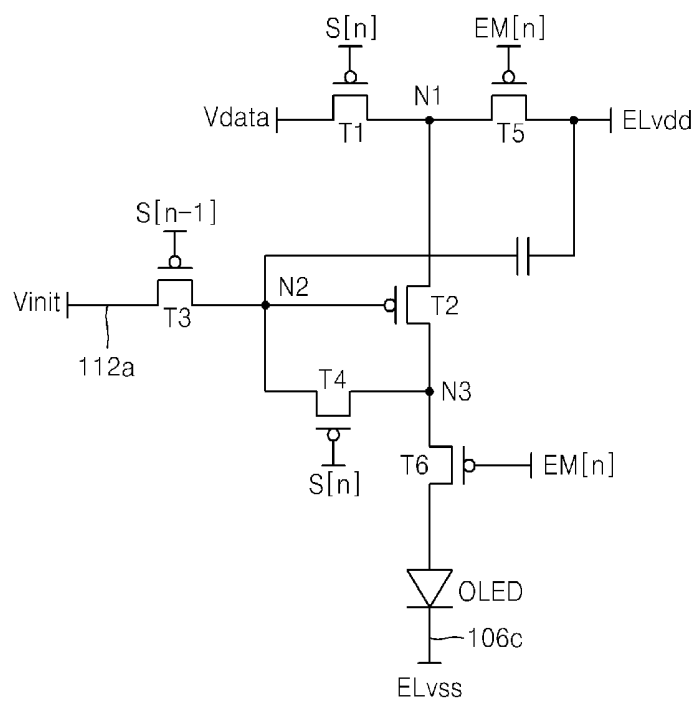 S[n]
EM[n]
N1
Vdata
T1
T5
ELvdd
S[n-1]
N2
Vinit
T3
T2
112a
T4
N3
S[n]
T6
EM[n]
OLED
106c
ELvss